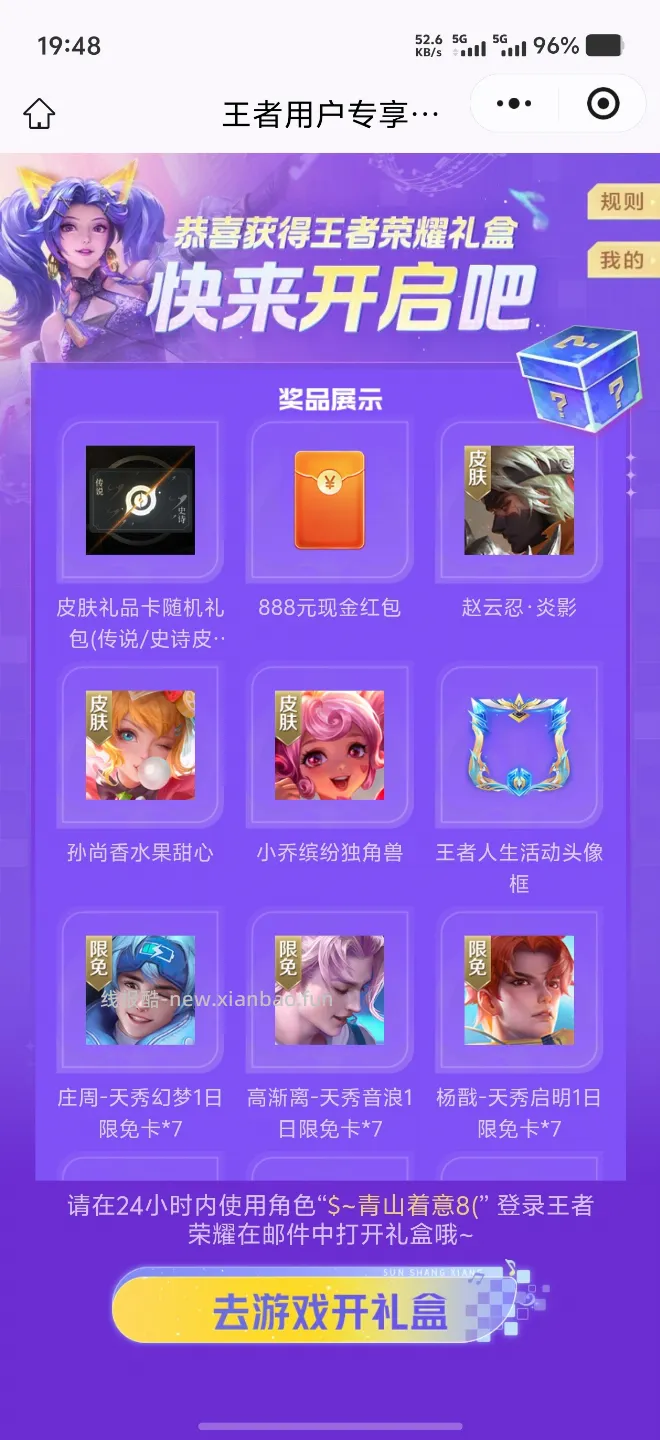 19:48
52.6
KB/s
5G
5G
96%
王者用户专享···
规则
我的
恭喜获得王者荣耀礼盒
快来开启吧
?
?
?
奖品展示
传说
史诗
¥
皮肤
皮肤礼品卡随机礼
包(传说/史诗皮··
888元现金红包
赵云忍·炎影
皮肤
皮肤
孙尚香水果甜心
小乔缤纷独角兽
王者人生活动头像
框
限免
限免
限免
线报酷-new.xianbao.fun
庄周-天秀幻梦1日
限免卡*7
高渐离-天秀音浪1
日限免卡*7
杨戬-天秀启明1日
限免卡*7
请在24小时内使用角色“$~青山着意8(” 登录王者
荣耀在邮件中打开礼盒哦~
SUN SHANG XIANG
去游戏开礼盒